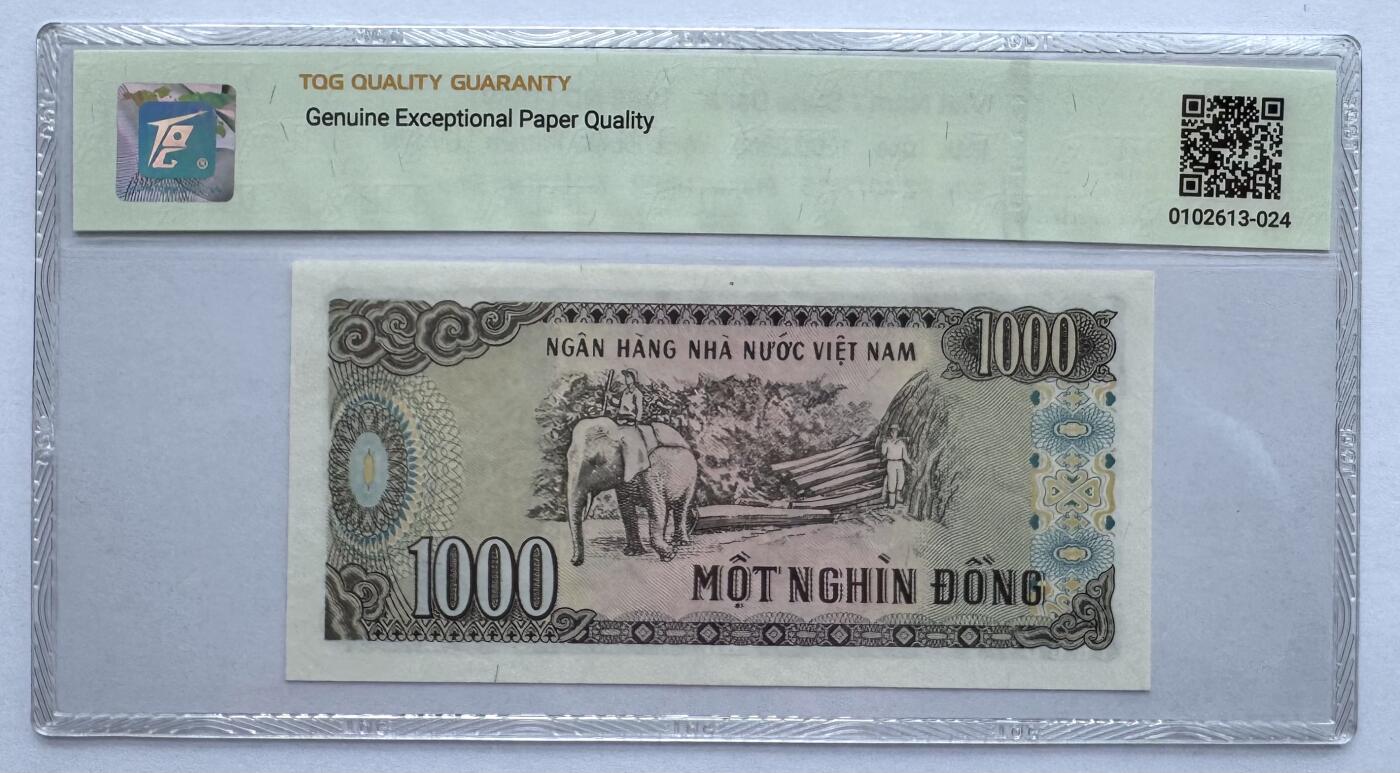 TQG QUALITY GUARANTY
Genuine Exceptional Paper Quality
TQG ®
0102613-024
NGÂN HÀNG NHÀ NƯỚC VIỆT NAM
1000
1000
MỘT NGHÌN ĐỒNG